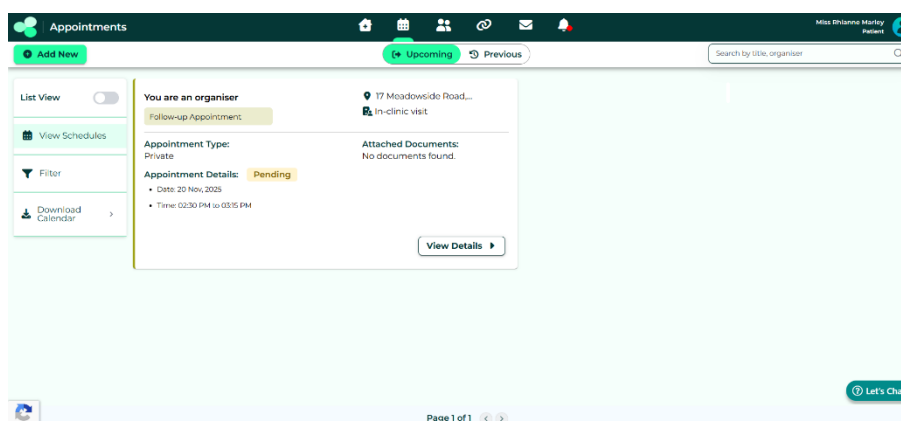 Appointments
Miss Rhianne Marley
Patient
Add New
Upcoming
Previous
Search by title, organiser
List View
View Schedules
Filter
Download
Calendar
You are an organiser
Follow-up Appointment
17 Meadowside Road,...
In-clinic visit
Appointment Type:
Private
Attached Documents:
No documents found.
Appointment Details: Pending
• Date: 20 Nov, 2025
• Time: 02:30 PM to 03:15 PM
View Details
Let's Cha
Page 1 of 1